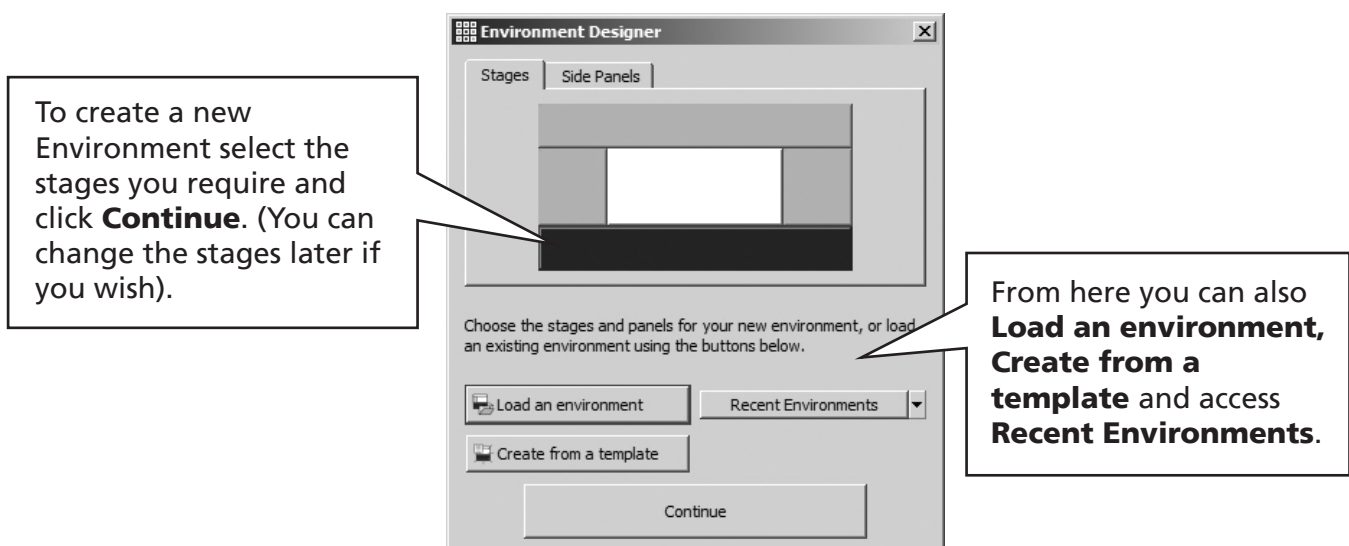 Environment Designer
Stages
Side Panels
To create a new
Environment select the
stages you require and
click Continue. (You can
change the stages later if
you wish).
Choose the stages and panels for your new environment, or load
an existing environment using the buttons below.
From here you can also
Load an environment,
Create from a
template and access
Recent Environments.
Load an environment
Recent Environments
Create from a template
Continue